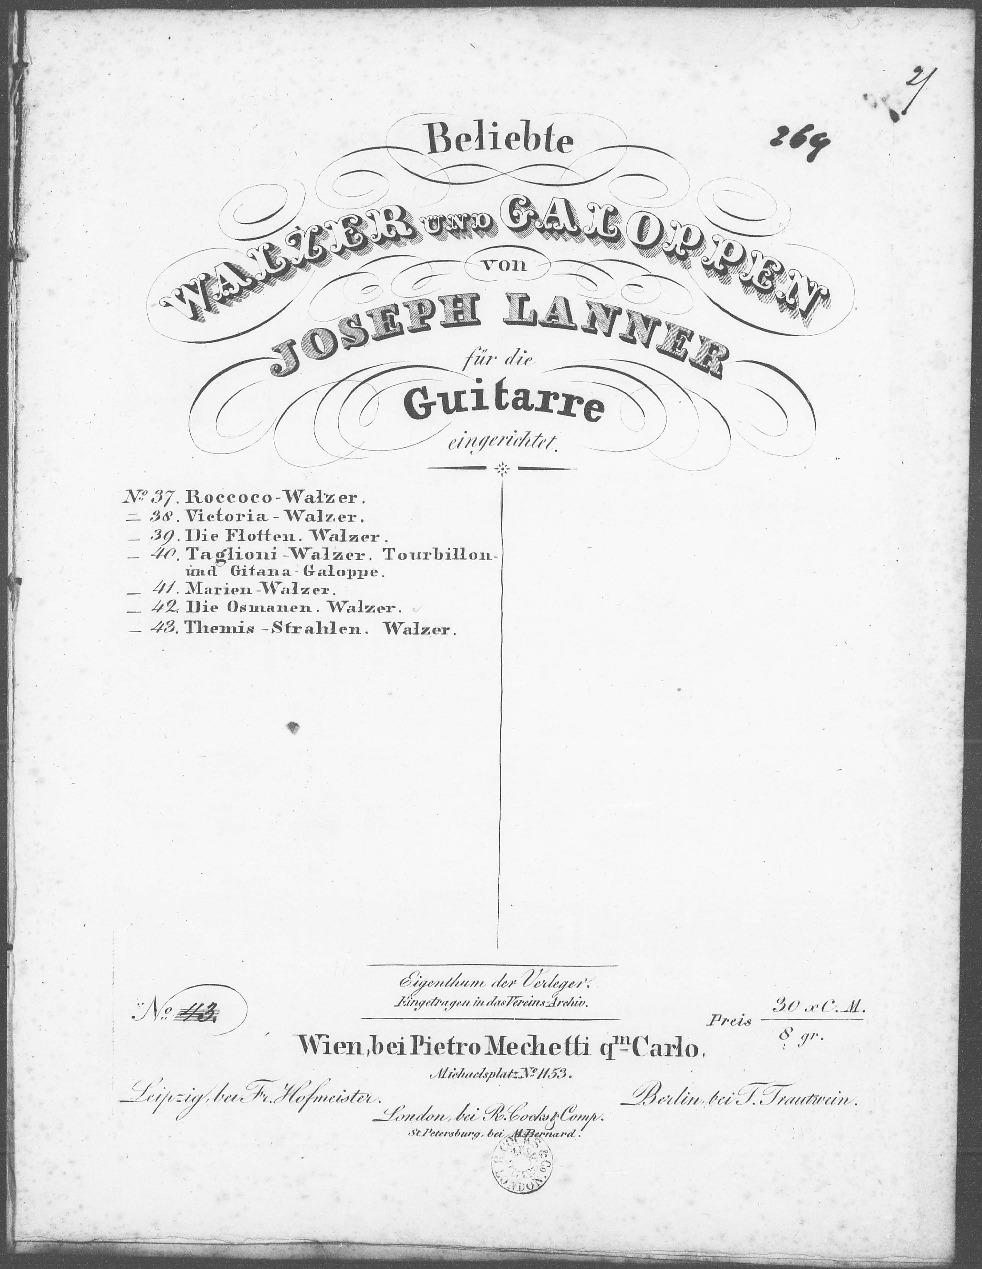 2/
269
Beliebte
WALZER UND GALOPPEN
von
JOSEPH LANNER
für die
Guitarre
eingerichtet.
No. 37. Roccoco-Walzer.
— 38. Victoria-Walzer.
— 39. Die Flotten. Walzer.
— 40. Taglioni-Walzer. Tourbillon-
und Gitana-Galoppe.
— 41. Marien-Walzer.
— 42. Die Osmanen. Walzer.
— 43. Themis-Strahlen. Walzer.
Eigenthum der Verleger.
Eingetragen in das Vereins-Archiv.
No. 43.
Preis 30 x C. M.
8 gr.
Wien, bei Pietro Mechetti qm Carlo.
Michaelsplatz No. 1153.
Leipzig, bei Fr. Hofmeister.
Berlin, bei T. Trautwein.
London, bei R. Cocks & Comp.
St. Petersburg, bei M. Bernard.
R. COCKS & Co. LONDON.